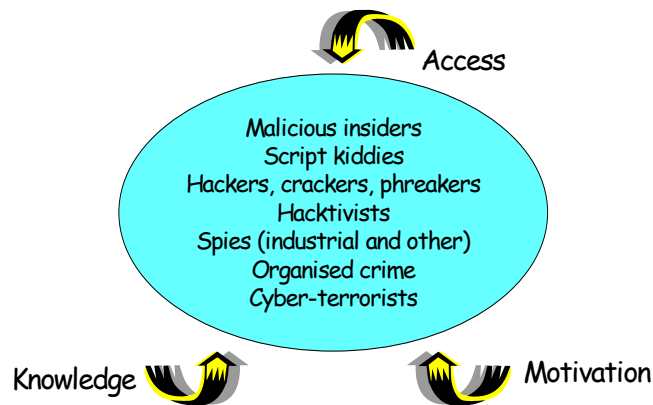 Access
Malicious insiders
Script kiddies
Hackers, crackers, phreakers
Hacktivists
Spies (industrial and other)
Organised crime
Cyber-terrorists
Knowledge
Motivation